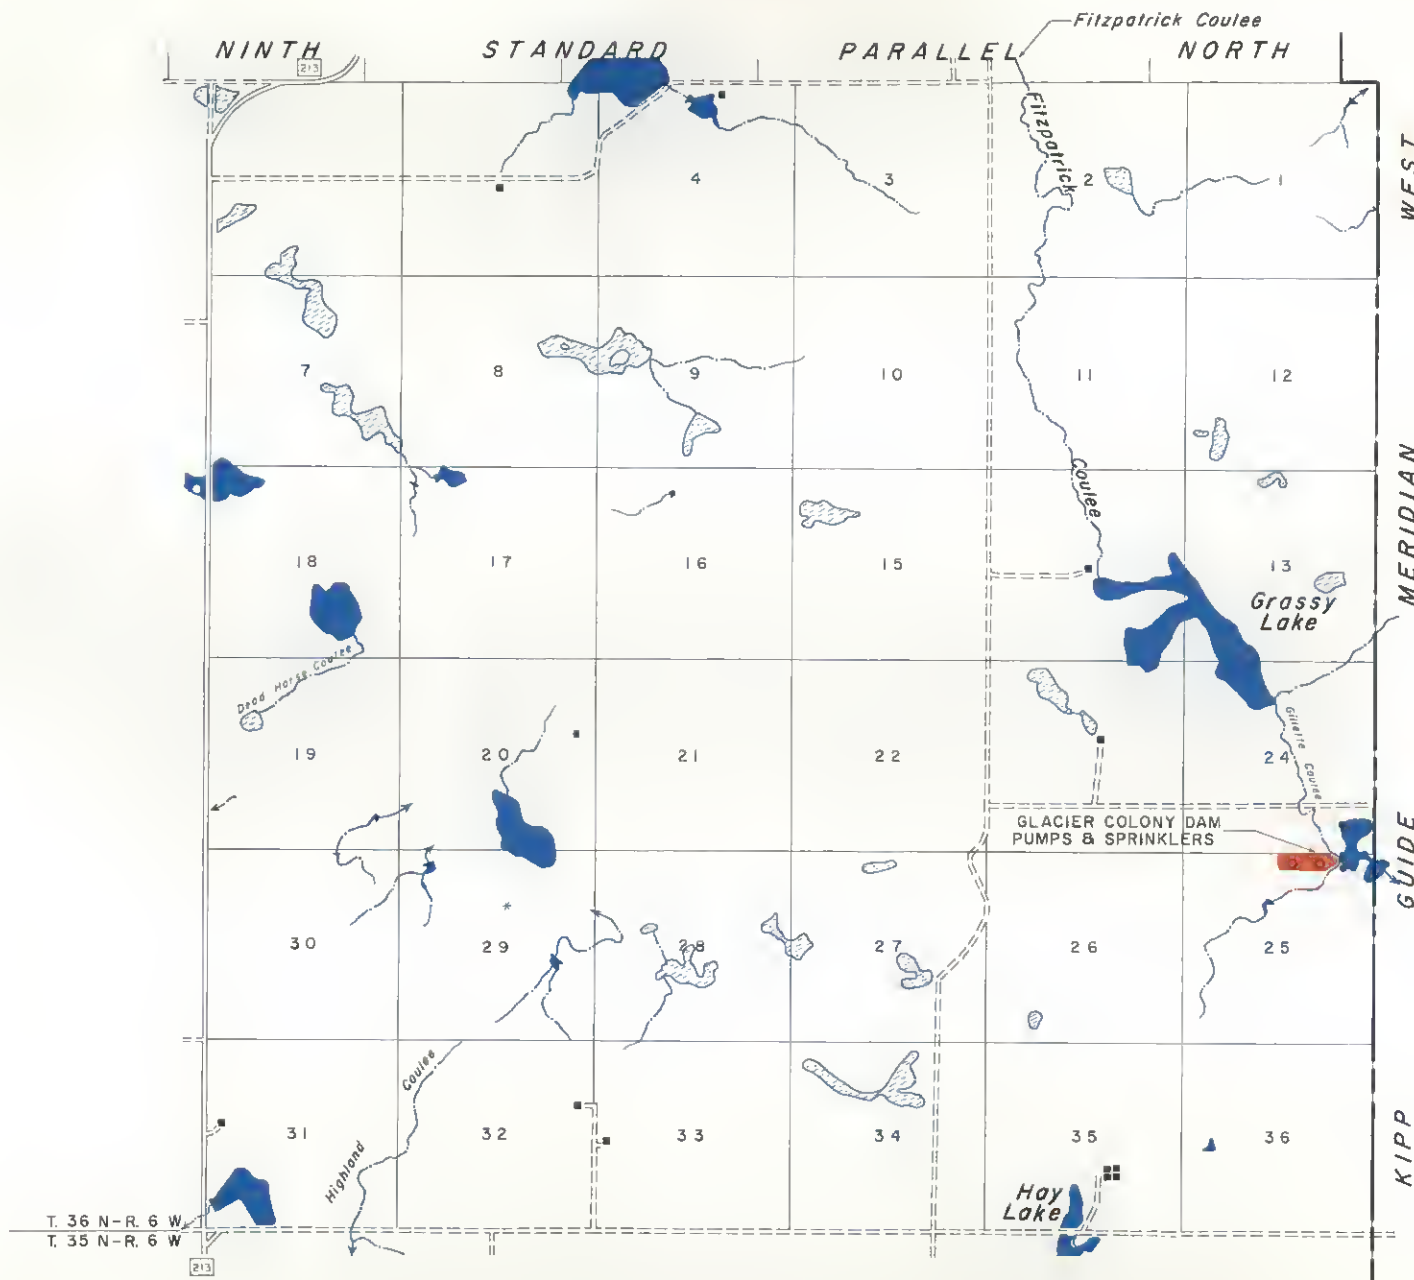 Fitzpatrick Coulee
NINTH STANDARD PARALLEL NORTH
213
WEST
Fitzpatrick
4 3 2 1
7 8 9 10 11 12
MERIDIAN
Coulee
18 17 16 15 13
Grassy
Lake
Dead Horse Coulee
Gillette Coulee
19 20 21 22 24
GLACIER COLONY DAM
PUMPS & SPRINKLERS
GUIDE
30 29 28 27 26 25
Coulee
Highland
31 32 33 34 35 36
KIPP
Hay
Lake
T. 36 N-R. 6 W
T. 35 N-R. 6 W
213